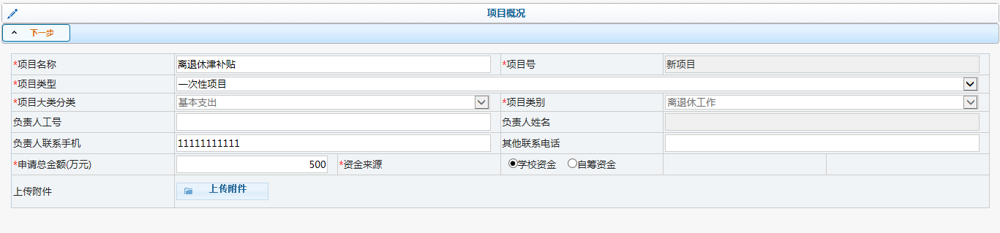 项目概况
下一步
*项目名称 离退休津补贴 *项目号 新项目
*项目类型 一次性项目
*项目大类分类 基本支出 *项目类别 离退休工作
负责人工号 负责人姓名
负责人联系手机 11111111111 其他联系电话
*申请总金额(万元) 500 *资金来源 学校资金 自筹资金
上传附件 上传附件